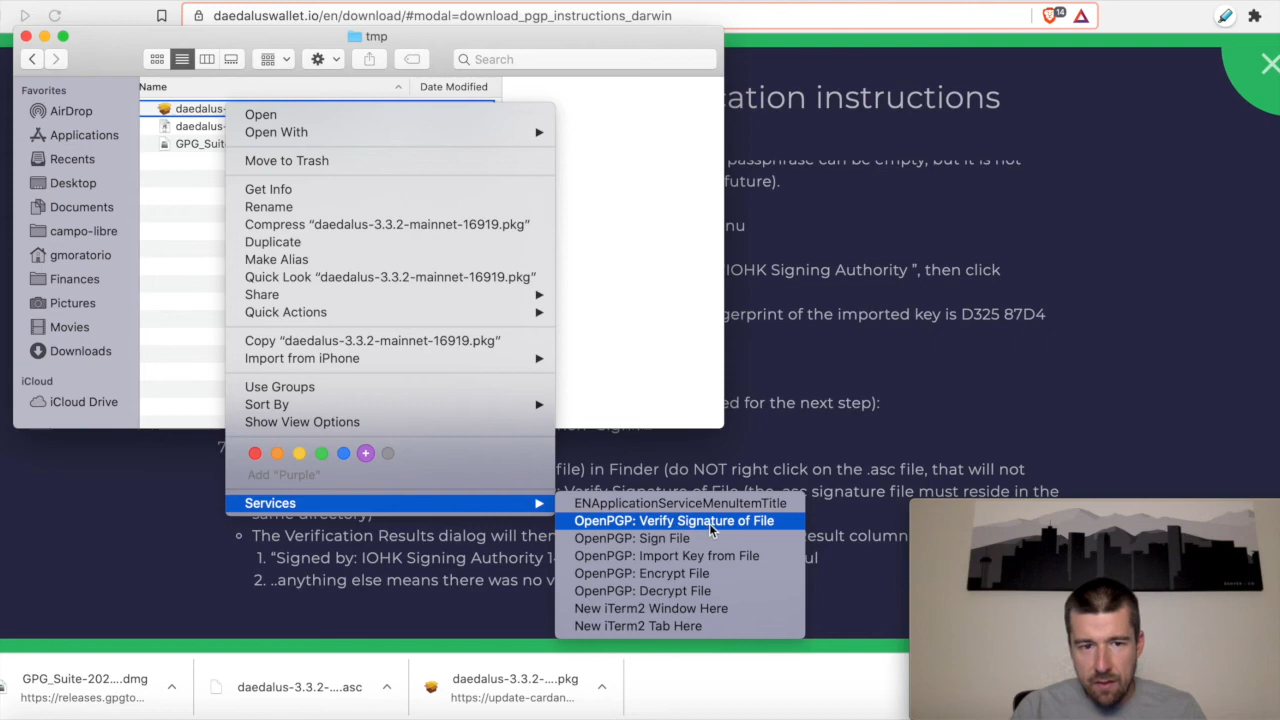 daedaluswallet.io/en/download/#modal=download_pgp_instructions_darwin
14
tmp
Search
Name
Date Modified
Favorites
AirDrop
Applications
Recents
Desktop
Documents
campo-libre
gmoratorio
Finances
Pictures
Movies
Downloads
iCloud
iCloud Drive
daedalus-
daedalus-
GPG_Suit
Open
Open With
Move to Trash
Get Info
Rename
Compress “daedalus-3.3.2-mainnet-16919.pkg”
Duplicate
Make Alias
Quick Look “daedalus-3.3.2-mainnet-16919.pkg”
Share
Quick Actions
Copy “daedalus-3.3.2-mainnet-16919.pkg”
Import from iPhone
Use Groups
Sort By
Show View Options
Add “Purple”
Services
ENApplicationServiceMenuItemTitle
OpenPGP: Verify Signature of File
OpenPGP: Sign File
OpenPGP: Import Key from File
OpenPGP: Encrypt File
OpenPGP: Decrypt File
New iTerm2 Window Here
New iTerm2 Tab Here
cation instructions
passphrase can be empty, but it is not
future).
nu
IOHK Signing Authority ”, then click
gerprint of the imported key is D325 87D4
ed for the next step):
7
file) in Finder (do NOT right click on the .asc file, that will not
Verify Signature of File (the .asc signature file must reside in the
same directory)
The Verification Results dialog will then
result column
1. “Signed by: IOHK Signing Authority 1
ul
2. ..anything else means there was no v
GPG_Suite-202....dmg
https://releases.gpgto...
daedalus-3.3.2-....asc
daedalus-3.3.2-....pkg
https://update-cardan...